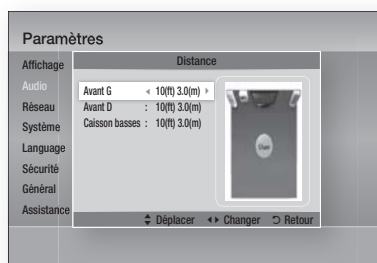 Paramètres
Distance
Affichage
Audio
Réseau
Système
Language
Sécurité
Général
Assistance
Avant G ◀ 10(ft) 3.0(m) ▶
Avant D : 10(ft) 3.0(m)
Caisson basses : 10(ft) 3.0(m)
Déplacer Changer Retour